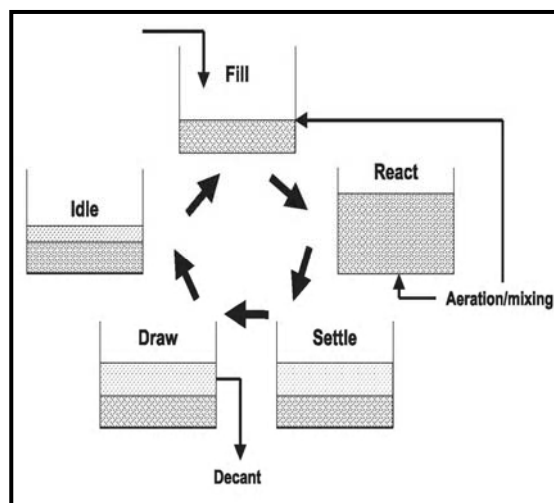 Fill
React
Idle
Aeration/mixing
Draw
Settle
Decant